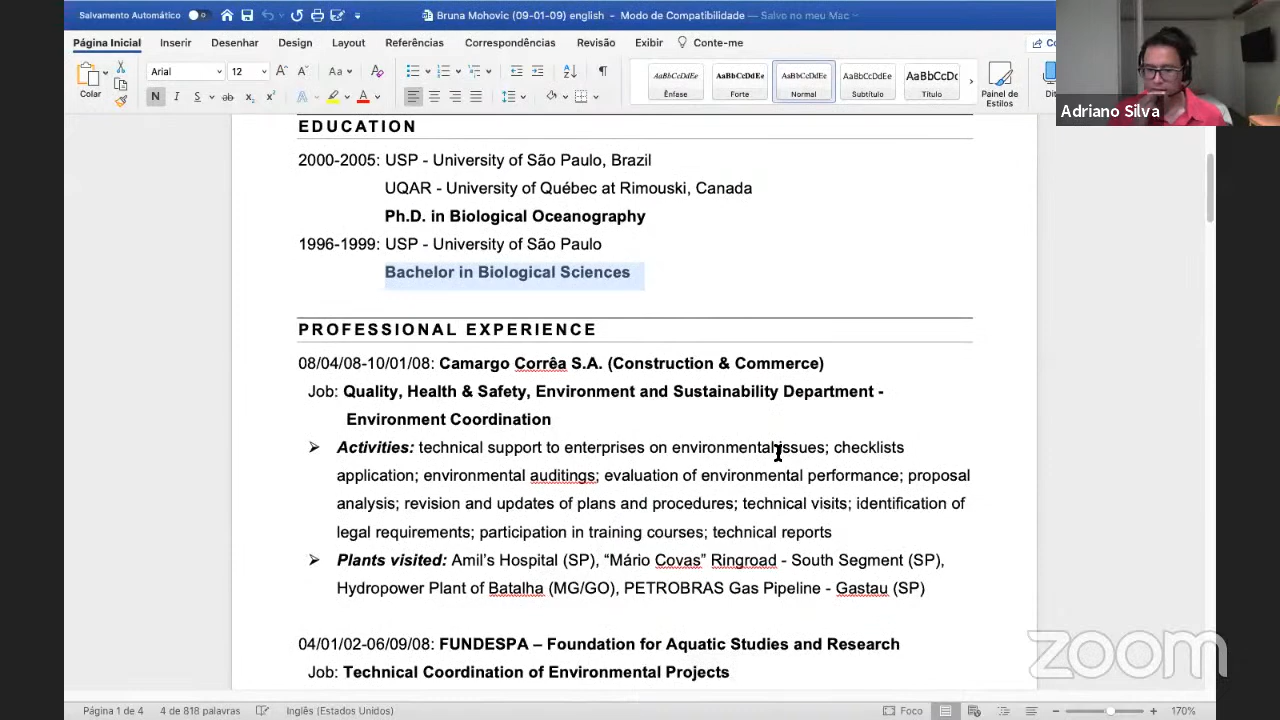 Salvamento Automático
Bruna Mohovic (09-01-09) english - Modo de Compatibilidade — Salvo no meu Mac
Página Inicial Inserir Desenhar Design Layout Referências Correspondências Revisão Exibir Conte-me Co
Colar Arial 12 Aa
N I S ab x₂ x² A A
AaBbCcDdEe AaBbCcDdEe AaBbCcDdEe AaBbCcDdEe AaBbCcDc
Ênfase Forte Normal Subtítulo Título
Painel de Estilos
Dit
Adriano Silva
EDUCATION
2000-2005: USP - University of São Paulo, Brazil
UQAR - University of Québec at Rimouski, Canada
Ph.D. in Biological Oceanography
1996-1999: USP - University of São Paulo
Bachelor in Biological Sciences
PROFESSIONAL EXPERIENCE
08/04/08-10/01/08: Camargo Corrêa S.A. (Construction & Commerce)
Job: Quality, Health & Safety, Environment and Sustainability Department -
Environment Coordination
Activities: technical support to enterprises on environmental issues; checklists
application; environmental auditings; evaluation of environmental performance; proposal
analysis; revision and updates of plans and procedures; technical visits; identification of
legal requirements; participation in training courses; technical reports
Plants visited: Amil’s Hospital (SP), “Mário Covas” Ringroad - South Segment (SP),
Hydropower Plant of Batalha (MG/GO), PETROBRAS Gas Pipeline - Gastau (SP)
04/01/02-06/09/08: FUNDESPA – Foundation for Aquatic Studies and Research
Job: Technical Coordination of Environmental Projects
zoom
Página 1 de 4 4 de 818 palavras Inglês (Estados Unidos) Foco 170%